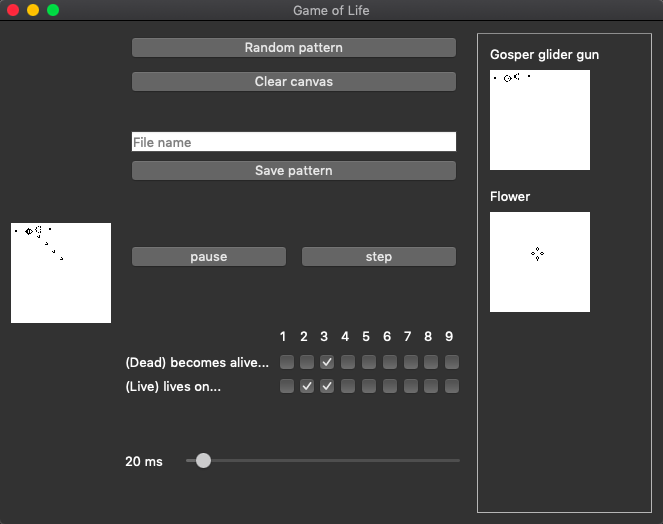 Game of Life
Random pattern
Clear canvas
File name
Save pattern
pause step
1 2 3 4 5 6 7 8 9
(Dead) becomes alive...
(Live) lives on...
20 ms
Gosper glider gun
Flower